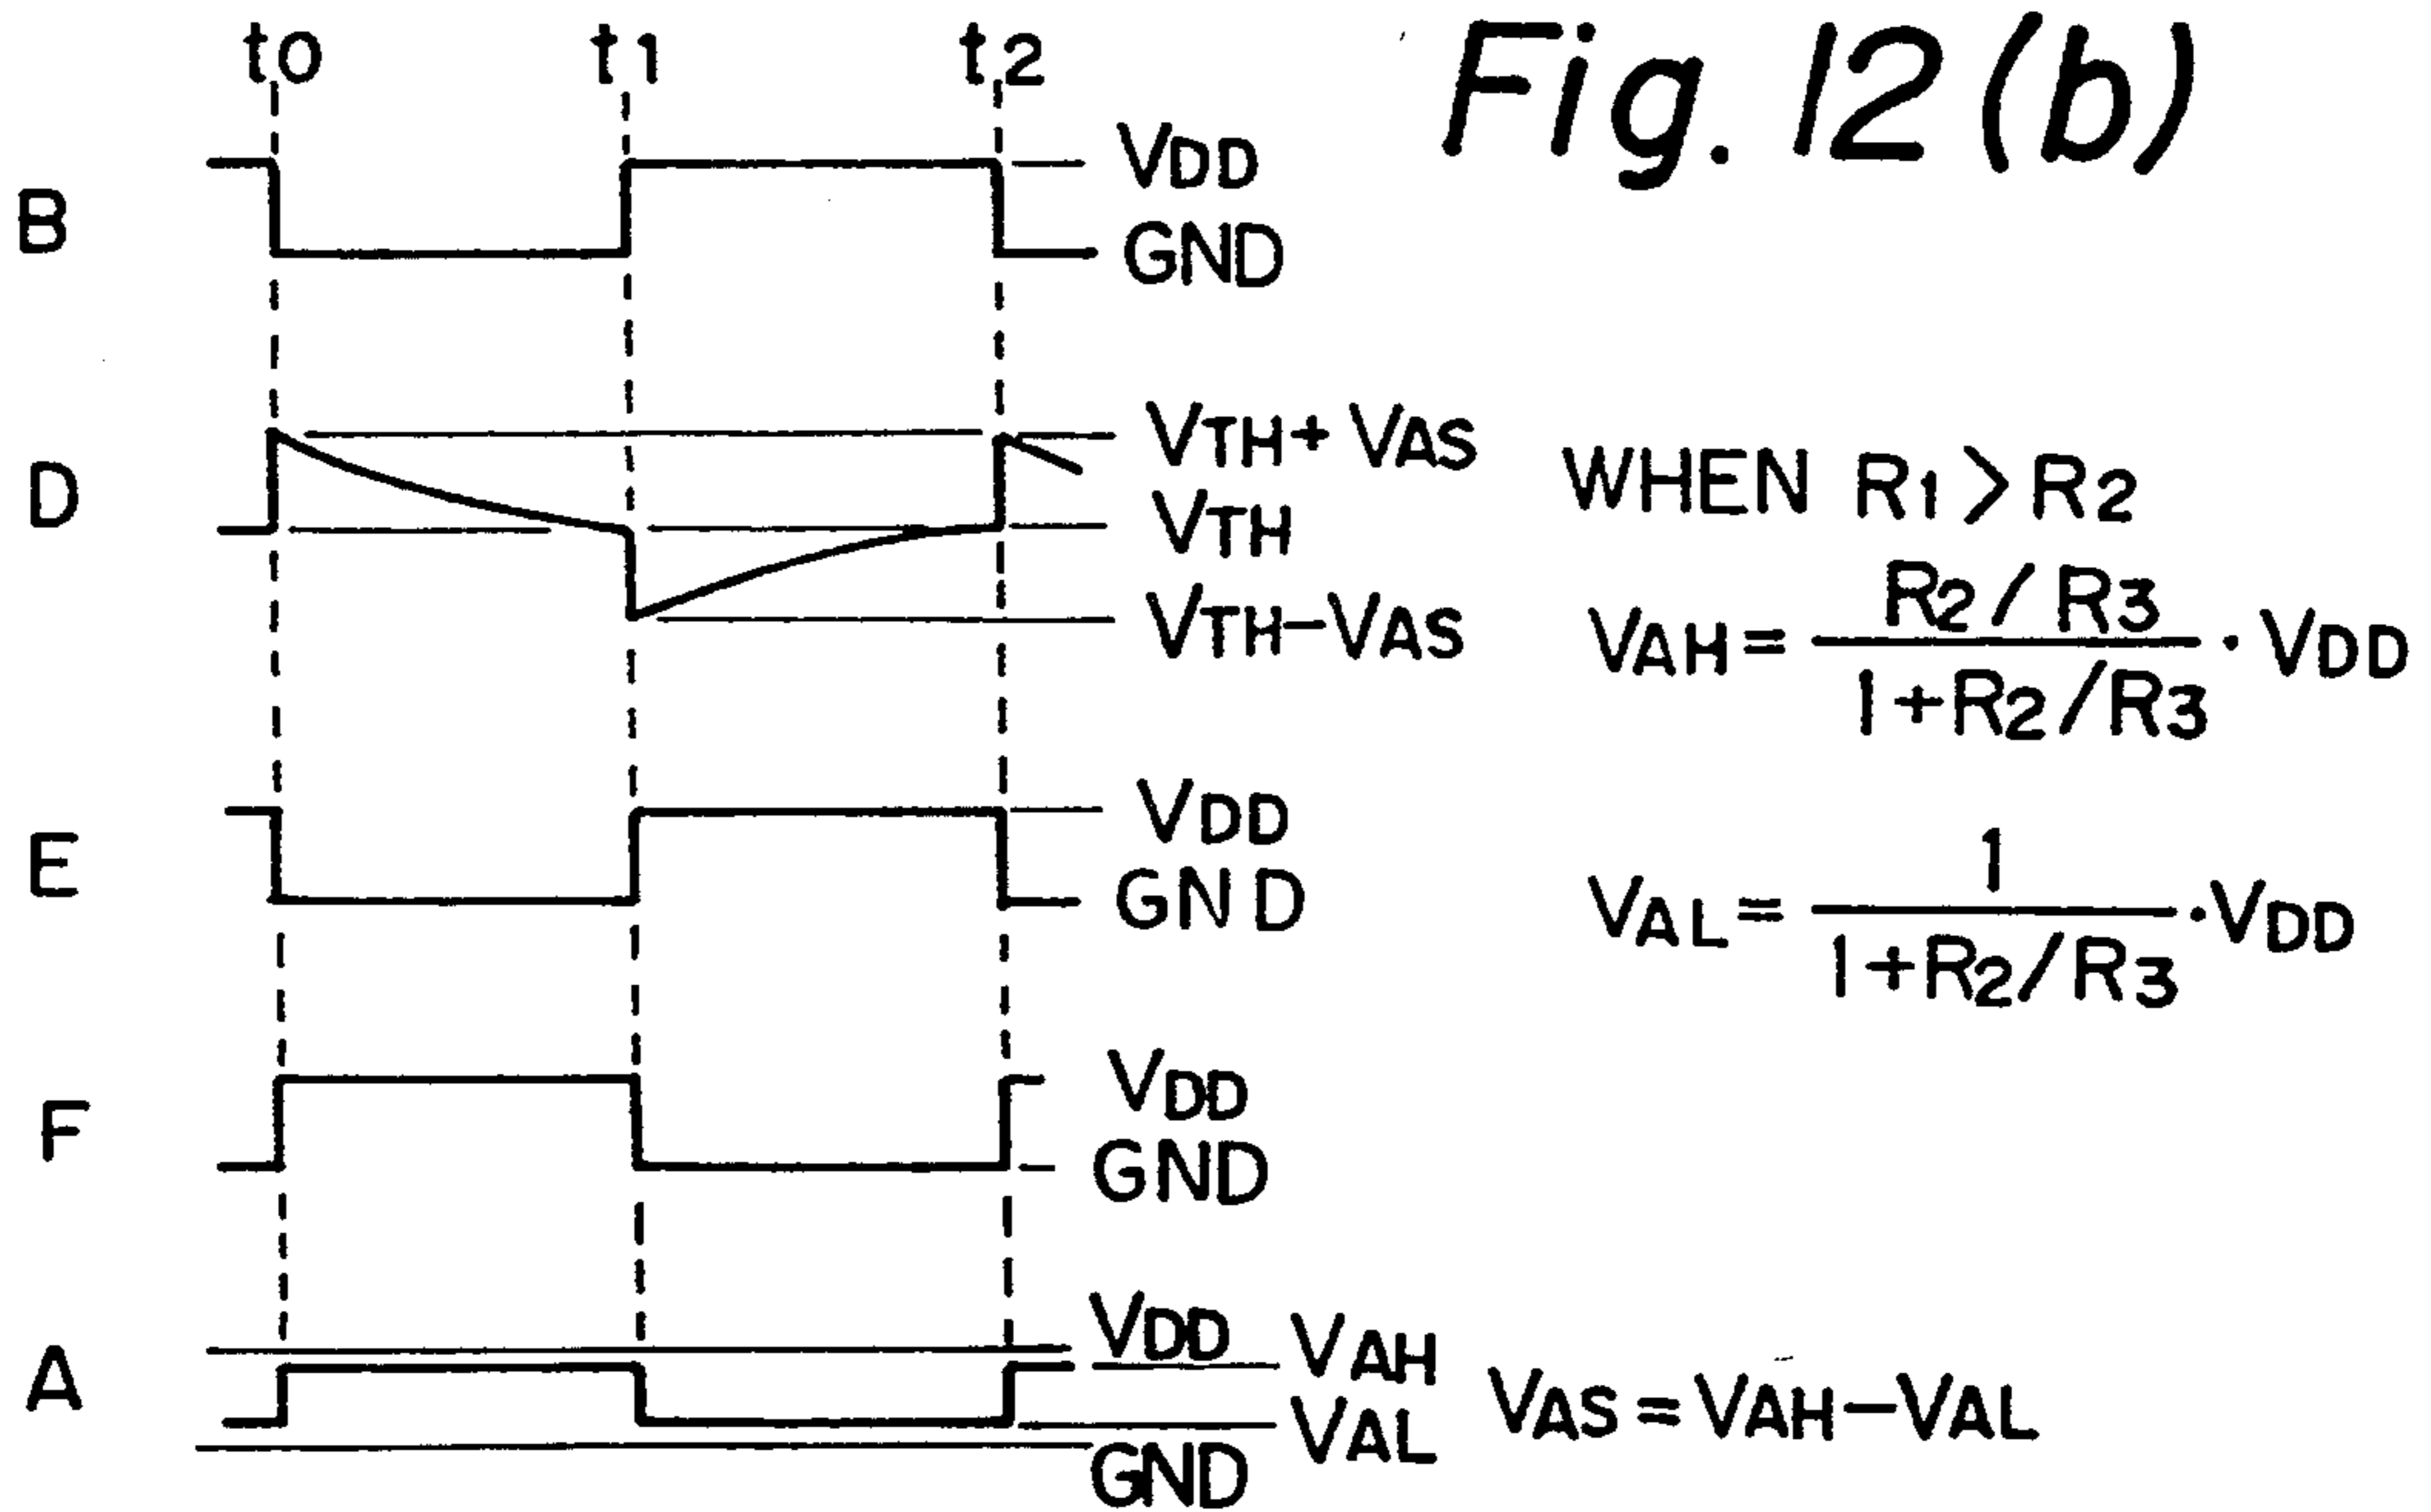 t0 t1 t2
Fig. 12(b)
B
VDD
GND
D
VTH+VAS
VTH
VTH-VAS
WHEN R1>R2
VAH = R2/R3 / 1+R2/R3 · VDD
E
VDD
GND
VAL = 1 / 1+R2/R3 · VDD
F
VDD
GND
A
VDD
VAH
VAL
GND
VAS=VAH-VAL